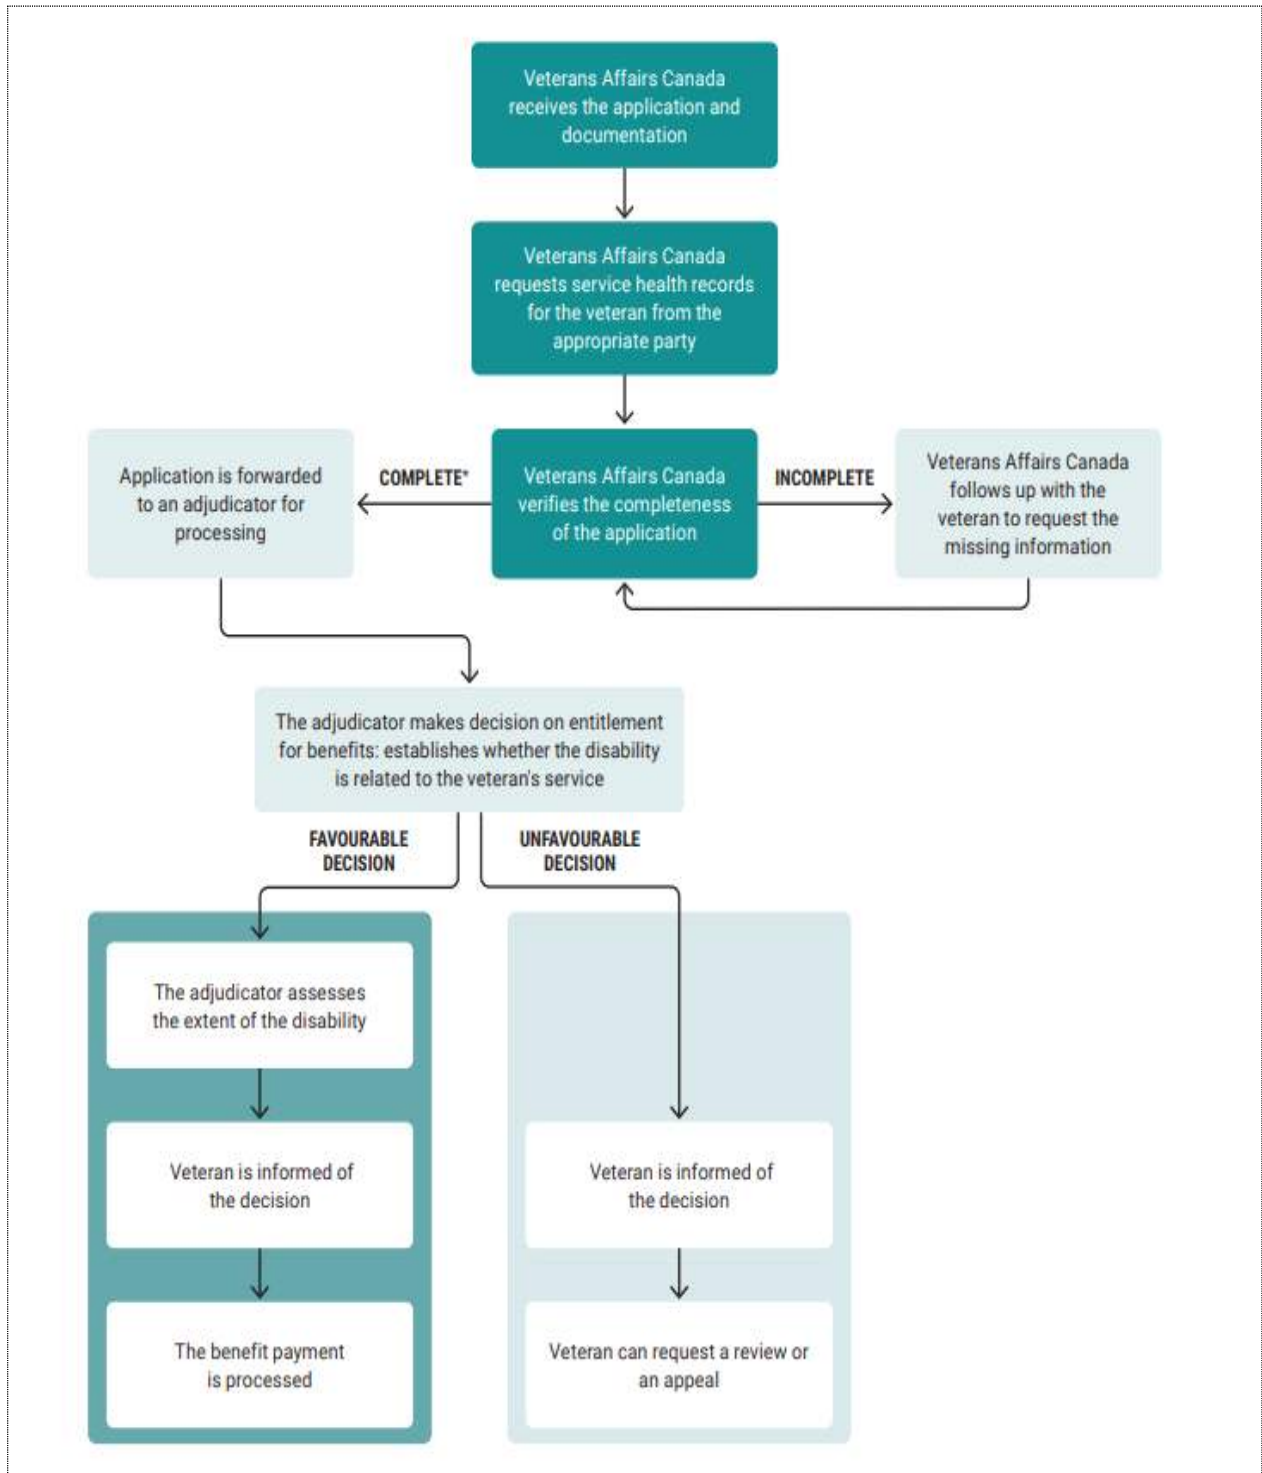 Veterans Affairs Canada
receives the application and
documentation
Veterans Affairs Canada
requests service health records
for the veteran from the
appropriate party
Application is forwarded
to an adjudicator for
processing
COMPLETE*
Veterans Affairs Canada
verifies the completeness
of the application
INCOMPLETE
Veterans Affairs Canada
follows up with the
veteran to request the
missing information
The adjudicator makes decision on entitlement
for benefits: establishes whether the disability
is related to the veteran's service
FAVOURABLE
DECISION
UNFAVOURABLE
DECISION
The adjudicator assesses
the extent of the disability
Veteran is informed of
the decision
The benefit payment
is processed
Veteran is informed of
the decision
Veteran can request a review or
an appeal